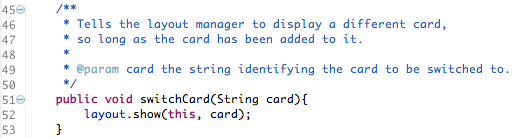 45 /**
46  * Tells the layout manager to display a different card,
47  * so long as the card has been added to it.
48  *
49  * @param card the string identifying the card to be switched to.
50  */
51 public void switchCard(String card){
52     layout.show(this, card);
53 }